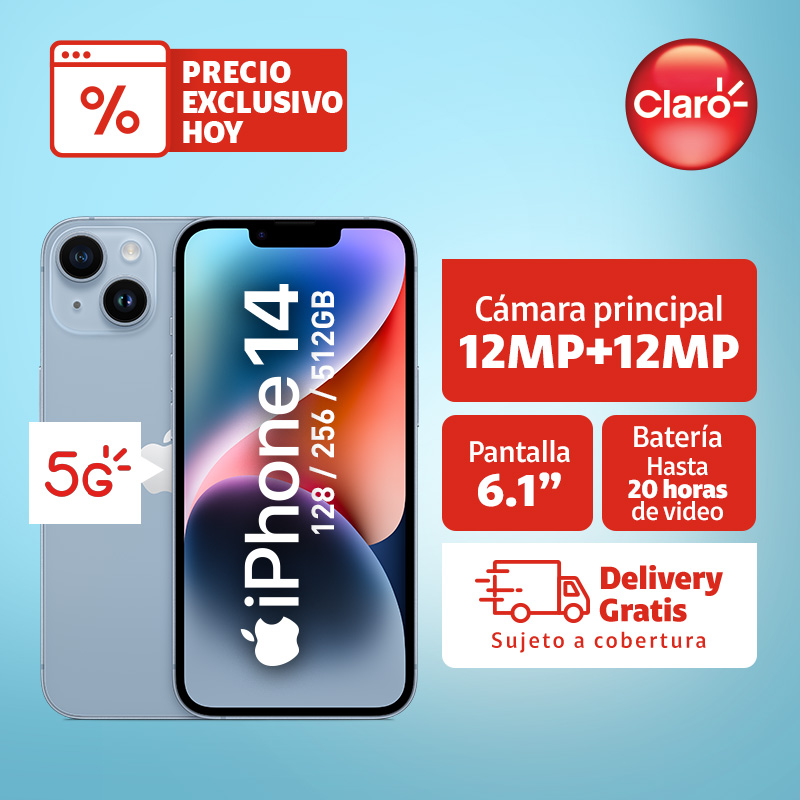 %
PRECIO
EXCLUSIVO
HOY
Claro
iPhone 14
128 / 256 / 512GB
5G
Cámara principal
12MP+12MP
Pantalla
6.1”
Batería
Hasta
20 horas
de video
Delivery
Gratis
Sujeto a cobertura